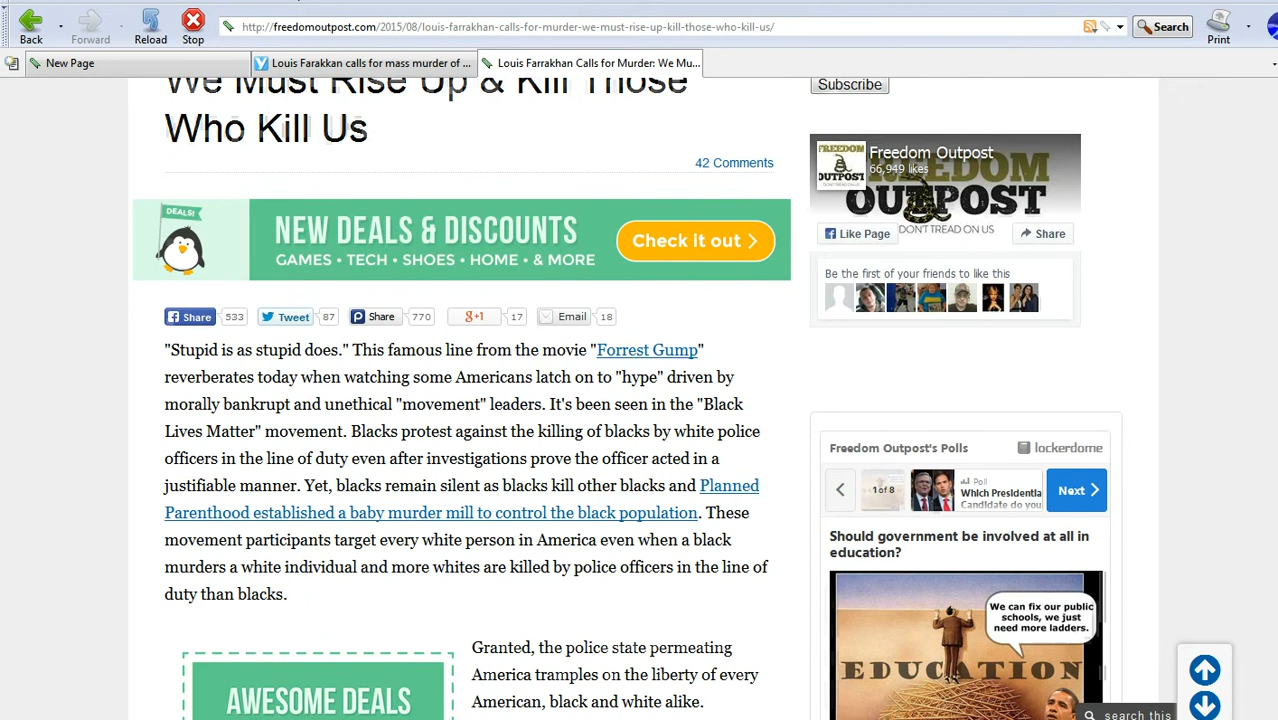 Back
Forward
Reload
Stop
http://freedomoutpost.com/2015/08/louis-farrakhan-calls-for-murder-we-must-rise-up-kill-those-who-kill-us/
Search
Print
New Page
Louis Farakkan calls for mass murder of ...
Louis Farrakhan Calls for Murder: We Mu...
We Must Rise Up & Kill Those
Who Kill Us
42 Comments
NEW DEALS & DISCOUNTS
GAMES • TECH • SHOES • HOME • & MORE
DEALS!
Check it out
Share 533
Tweet 87
Share 770
g+1 17
Email 18
"Stupid is as stupid does." This famous line from the movie "Forrest Gump"
reverberates today when watching some Americans latch on to "hype" driven by
morally bankrupt and unethical "movement" leaders. It's been seen in the "Black
Lives Matter" movement. Blacks protest against the killing of blacks by white police
officers in the line of duty even after investigations prove the officer acted in a
justifiable manner. Yet, blacks remain silent as blacks kill other blacks and Planned
Parenthood established a baby murder mill to control the black population. These
movement participants target every white person in America even when a black
murders a white individual and more whites are killed by police officers in the line of
duty than blacks.
AWESOME DEALS
Granted, the police state permeating
America tramples on the liberty of every
American, black and white alike.
Subscribe
FREEDOM
OUTPOST
DON'T TREAD ON US
Freedom Outpost
66,949 likes
FREEDOM
OUTPOST
DON'T TREAD ON US
Like Page
Share
Be the first of your friends to like this
Freedom Outpost's Polls
lockerdome
1 of 8
Poll
Which Presidential
Candidate do you
Next
Should government be involved at all in
education?
We can fix our public
schools, we just
need more ladders.
EDUCATION
search this